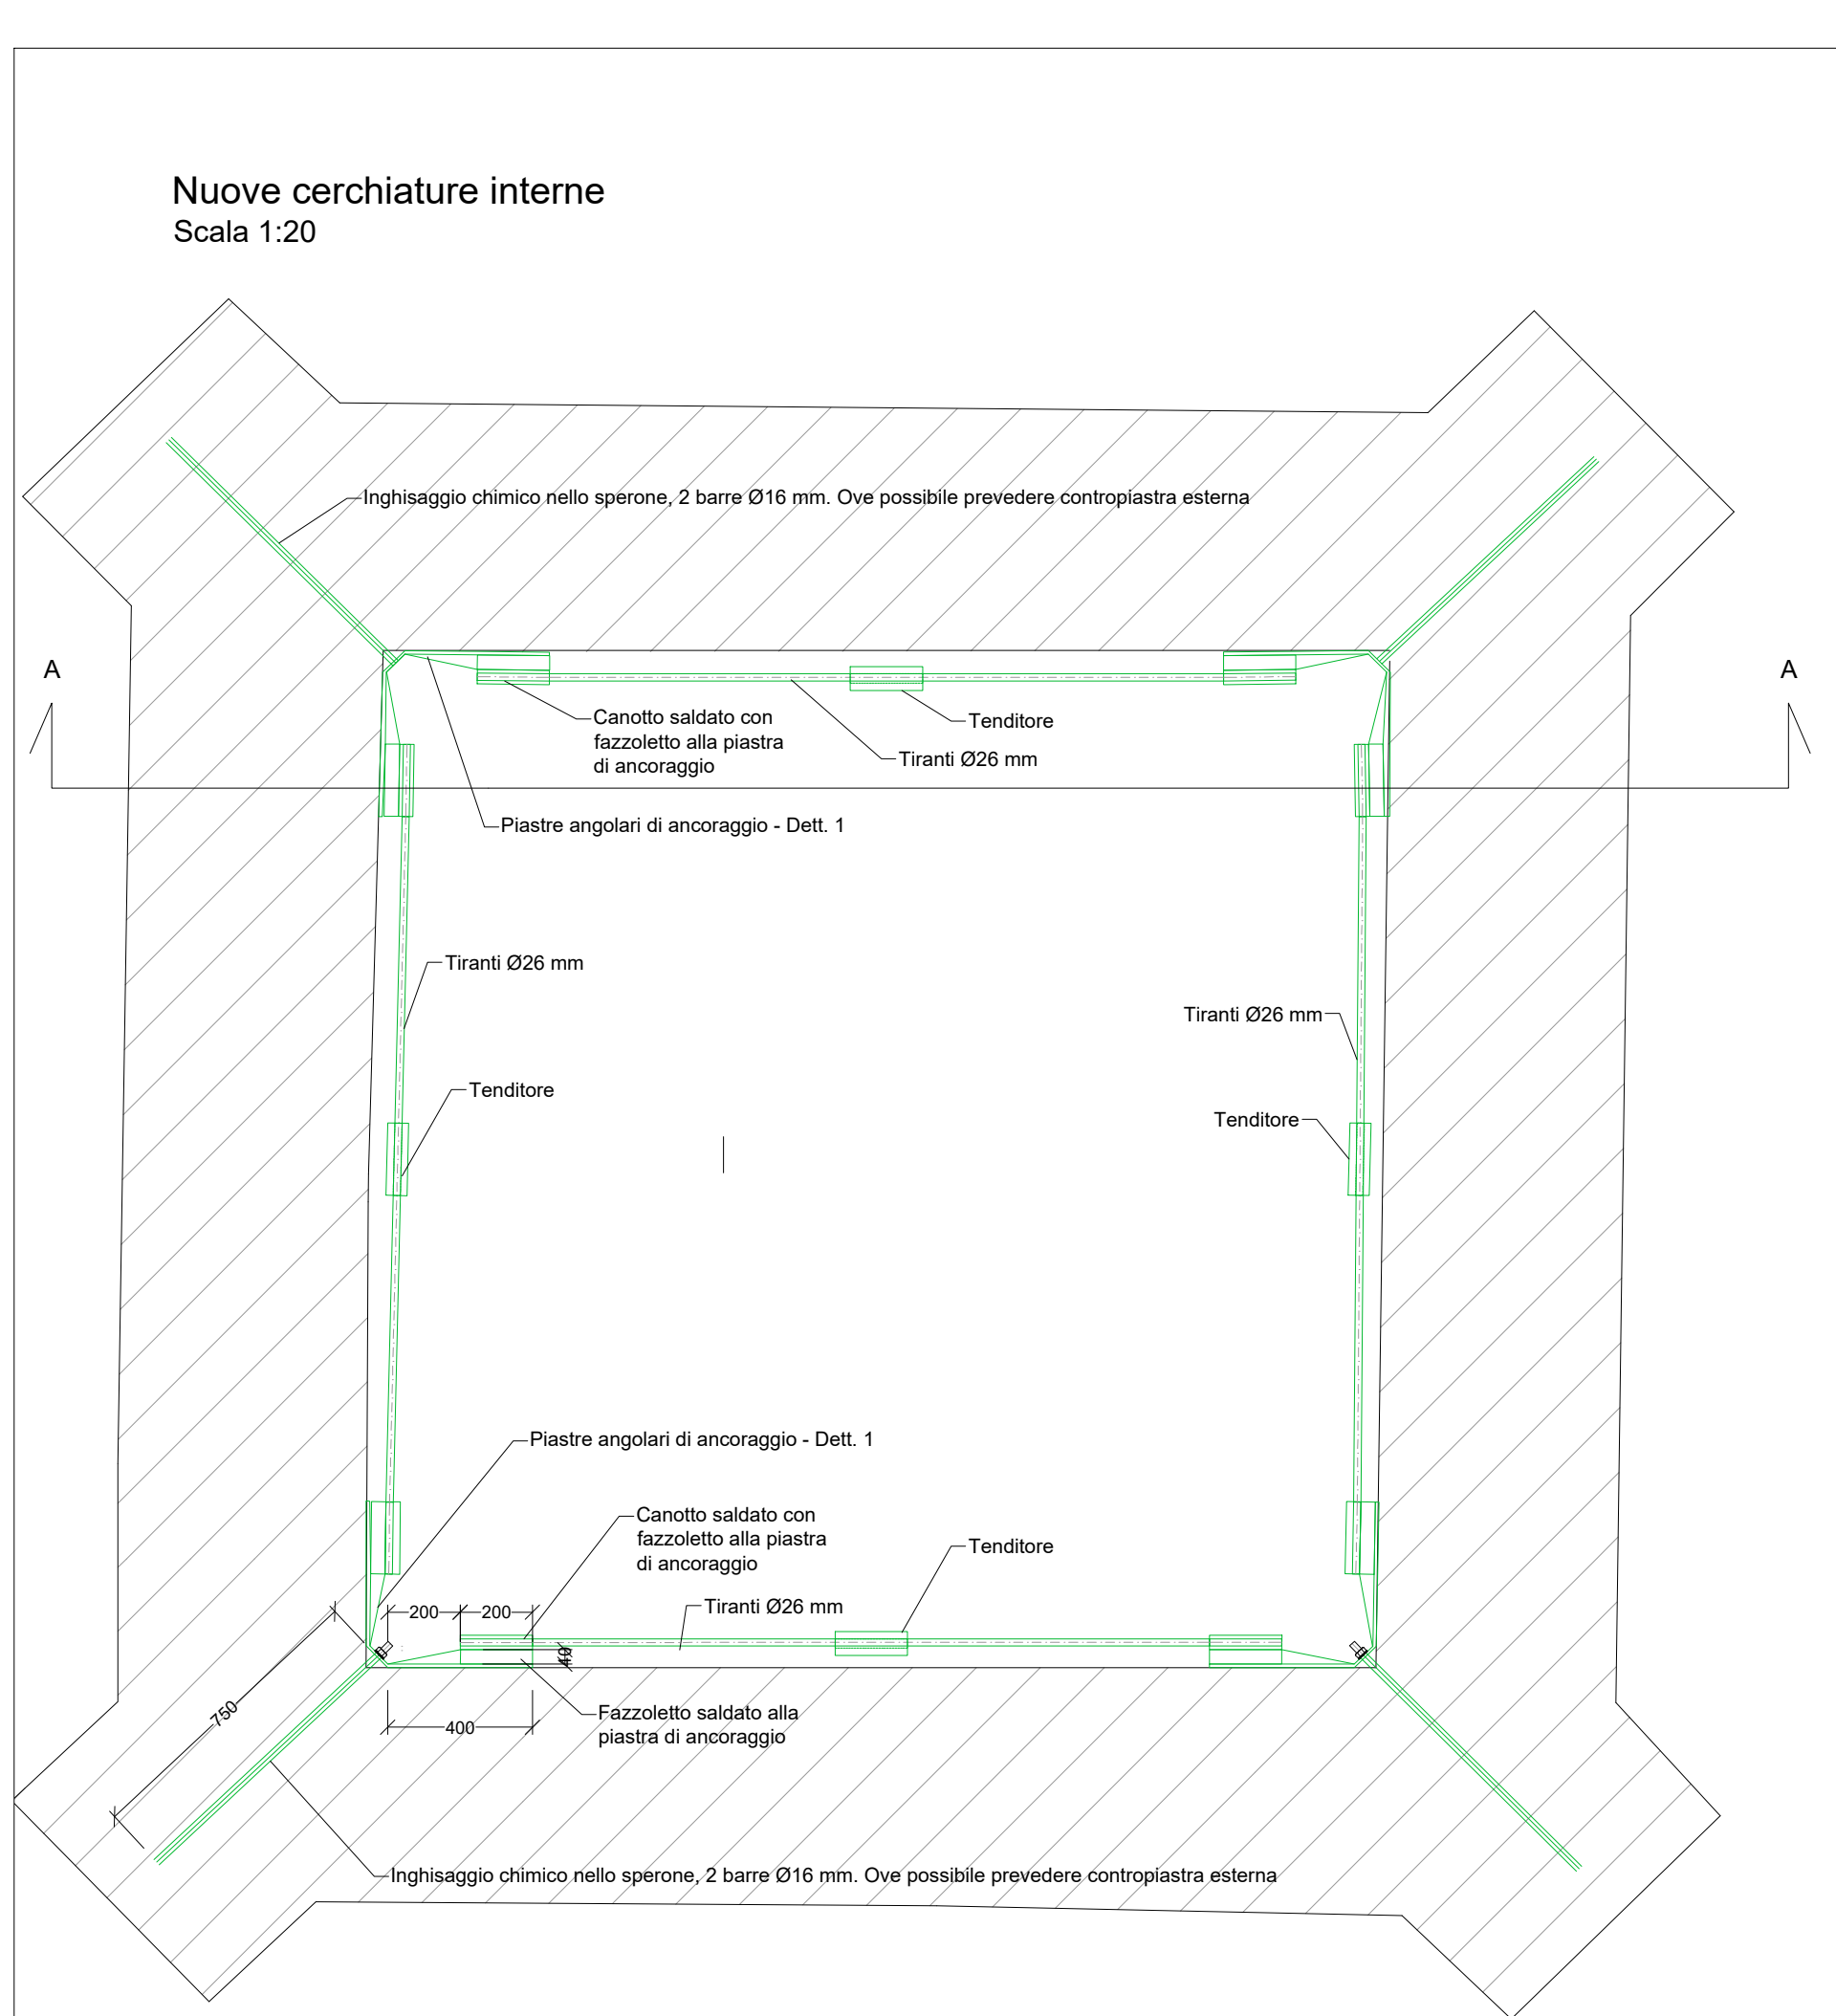 Nuove cerchiature interne
Scala 1:20
Inghisaggio chimico nello sperone, 2 barre Ø16 mm. Ove possibile prevedere contropiastra esterna
A
A
Canotto saldato con
fazzoletto alla piastra
di ancoraggio
Tenditore
Tiranti Ø26 mm
Piastre angolari di ancoraggio - Dett. 1
Tiranti Ø26 mm
Tiranti Ø26 mm
Tenditore
Tenditore
Piastre angolari di ancoraggio - Dett. 1
Canotto saldato con
fazzoletto alla piastra
di ancoraggio
Tenditore
Tiranti Ø26 mm
200
200
40
750
400
Fazzoletto saldato alla
piastra di ancoraggio
Inghisaggio chimico nello sperone, 2 barre Ø16 mm. Ove possibile prevedere contropiastra esterna